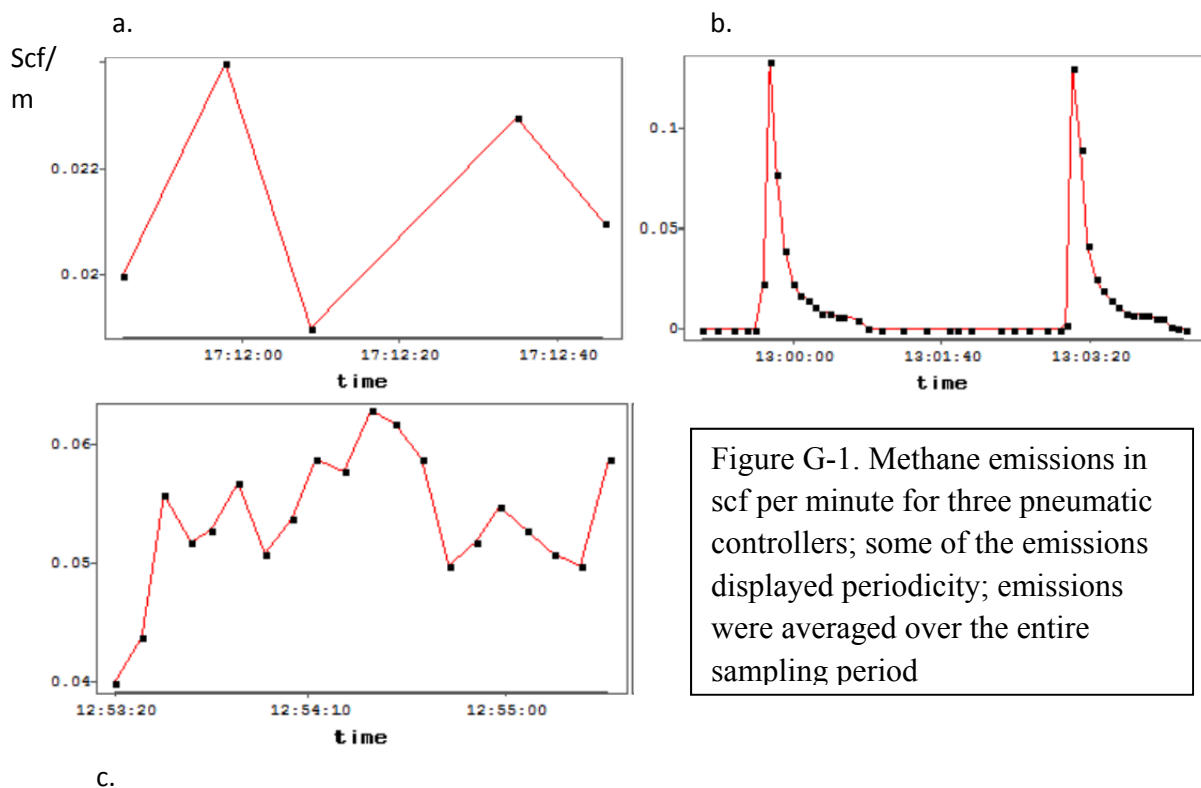 a.
b.
Scf/
m
0.022
0.02
17:12:00 17:12:20 17:12:40
time
0.1
0.05
0
13:00:00 13:01:40 13:03:20
time
0.06
0.05
0.04
12:53:20 12:54:10 12:55:00
time
c.
Figure G-1. Methane emissions in
scf per minute for three pneumatic
controllers; some of the emissions
displayed periodicity; emissions
were averaged over the entire
sampling period